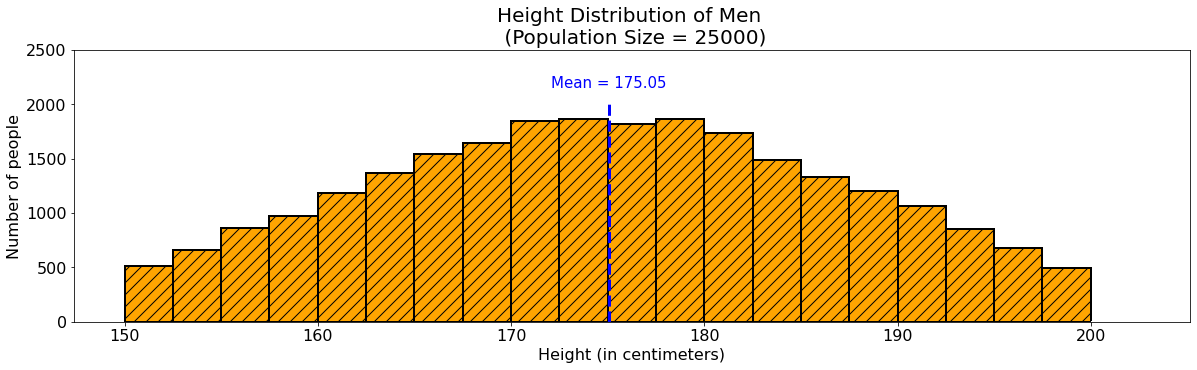 Height Distribution of Men
(Population Size = 25000)
2500
2000
1500
1000
500
0
Number of people
Mean = 175.05
150
160
170
180
190
200
Height (in centimeters)